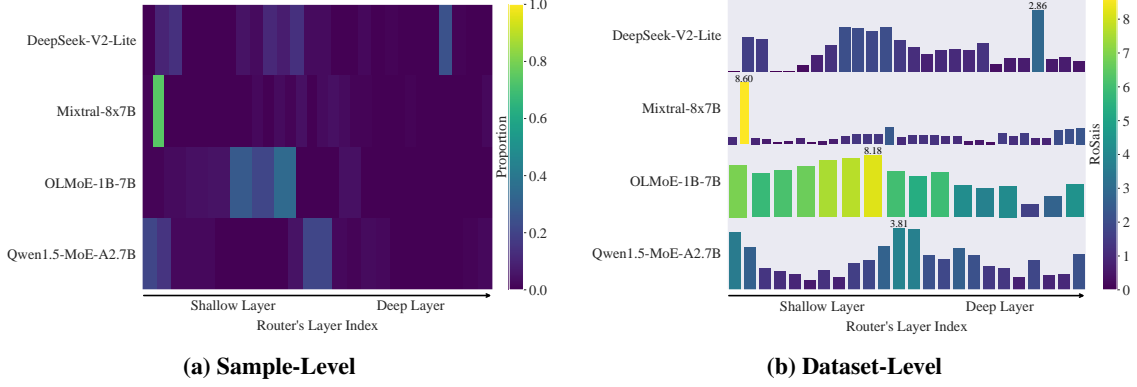 DeepSeek-V2-Lite
Mixtral-8x7B
OLMoE-1B-7B
Qwen1.5-MoE-A2.7B
Shallow Layer
Deep Layer
Router's Layer Index
1.0
0.8
0.6
0.4
0.2
0.0
Proportion
(a) Sample-Level
DeepSeek-V2-Lite
2.86
Mixtral-8x7B
8.60
OLMoE-1B-7B
8.18
Qwen1.5-MoE-A2.7B
3.81
Shallow Layer
Deep Layer
Router's Layer Index
8
7
6
5
4
3
2
1
0
RoSais
(b) Dataset-Level